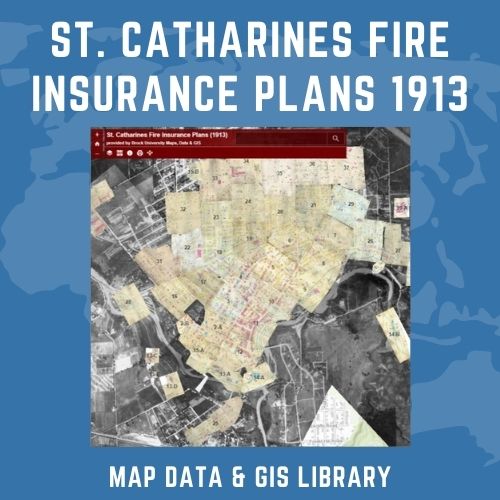 ST. CATHARINES FIRE
INSURANCE PLANS 1913
St. Catharines Fire Insurance Plans (1913)
provided by Brock University Maps, Data & GIS
MAP DATA & GIS LIBRARY